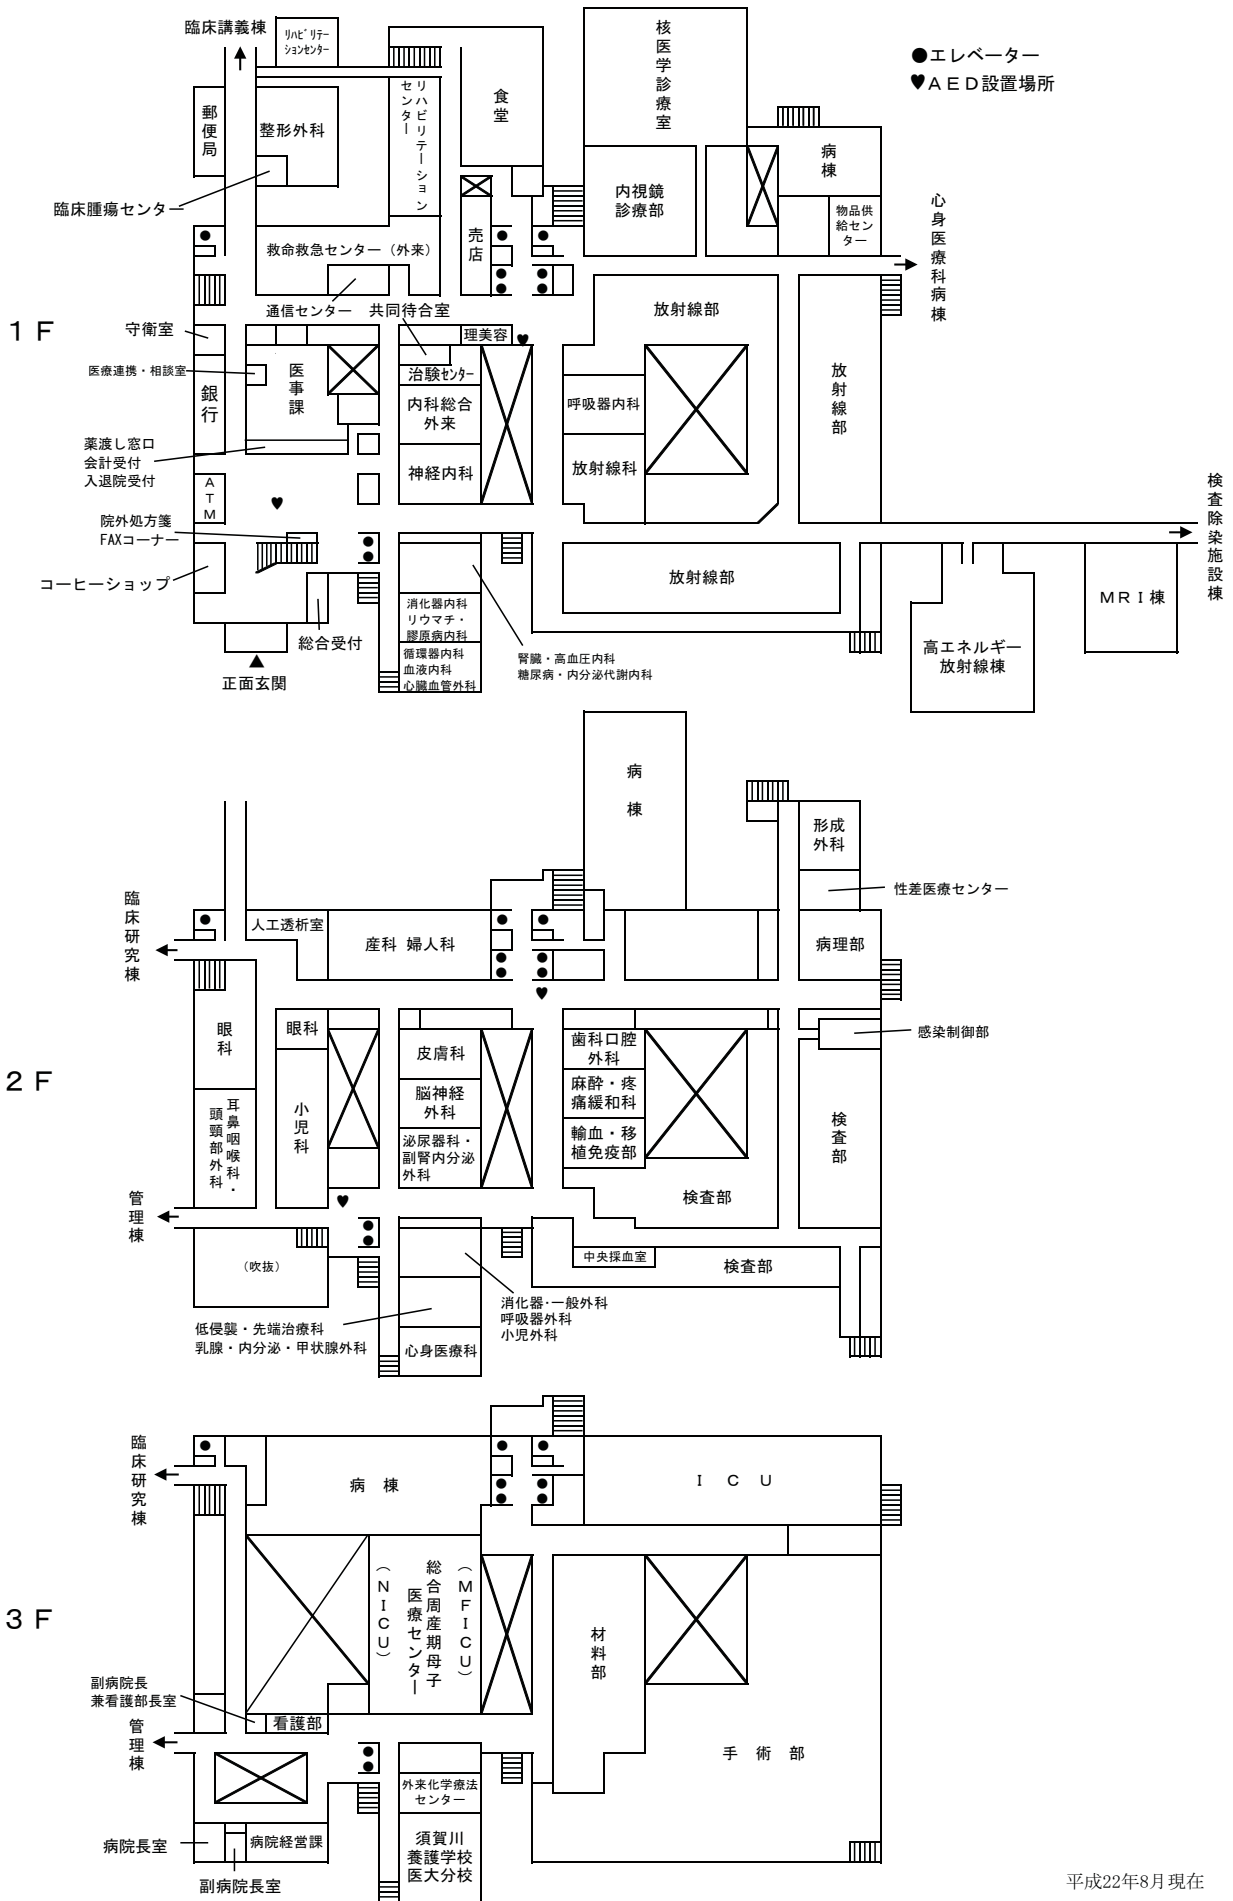 臨床講義棟
リハビリテー
ションセンター
核医学診療室
●エレベーター
♥ＡＥＤ設置場所
郵便局
整形外科
リハビリテーション
センター
食堂
病棟
臨床腫瘍センター
内視鏡
診療部
物品供
給セン
ター
心身医療科病棟
救命救急センター（外来）
売店
通信センター
共同待合室
放射線部
１Ｆ
守衛室
理美容
医療連携・相談室
医事課
治験センター
放射線部
銀行
内科総合
外来
呼吸器内科
薬渡し窓口
会計受付
入退院受付
神経内科
放射線科
ＡＴＭ
検査除染施設棟
院外処方箋
FAXコーナー
コーヒーショップ
放射線部
消化器内科
リウマチ・
膠原病内科
ＭＲＩ棟
総合受付
循環器内科
血液内科
心臓血管外科
腎臓・高血圧内科
糖尿病・内分泌代謝内科
高エネルギー
放射線棟
正面玄関
病棟
形成
外科
性差医療センター
臨床研究棟
人工透析室
産科 婦人科
病理部
眼科
眼科
感染制御部
皮膚科
歯科口腔
外科
２Ｆ
脳神経
外科
麻酔・疼
痛緩和科
耳鼻咽喉科・
頭頸部外科
小児科
泌尿器科・
副腎内分泌
外科
輸血・移
植免疫部
検査部
管理棟
検査部
（吹抜）
中央採血室
検査部
消化器・一般外科
呼吸器外科
小児外科
低侵襲・先端治療科
乳腺・内分泌・甲状腺外科
心身医療科
臨床研究棟
病棟
ＩＣＵ
３Ｆ
（ＮＩＣＵ）
総合周産期母子
医療センター
（ＭＦＩＣＵ）
材料部
副病院長
兼看護部長室
看護部
管理棟
手術部
外来化学療法
センター
病院長室
病院経営課
須賀川
養護学校
医大分校
副病院長室
平成22年8月現在